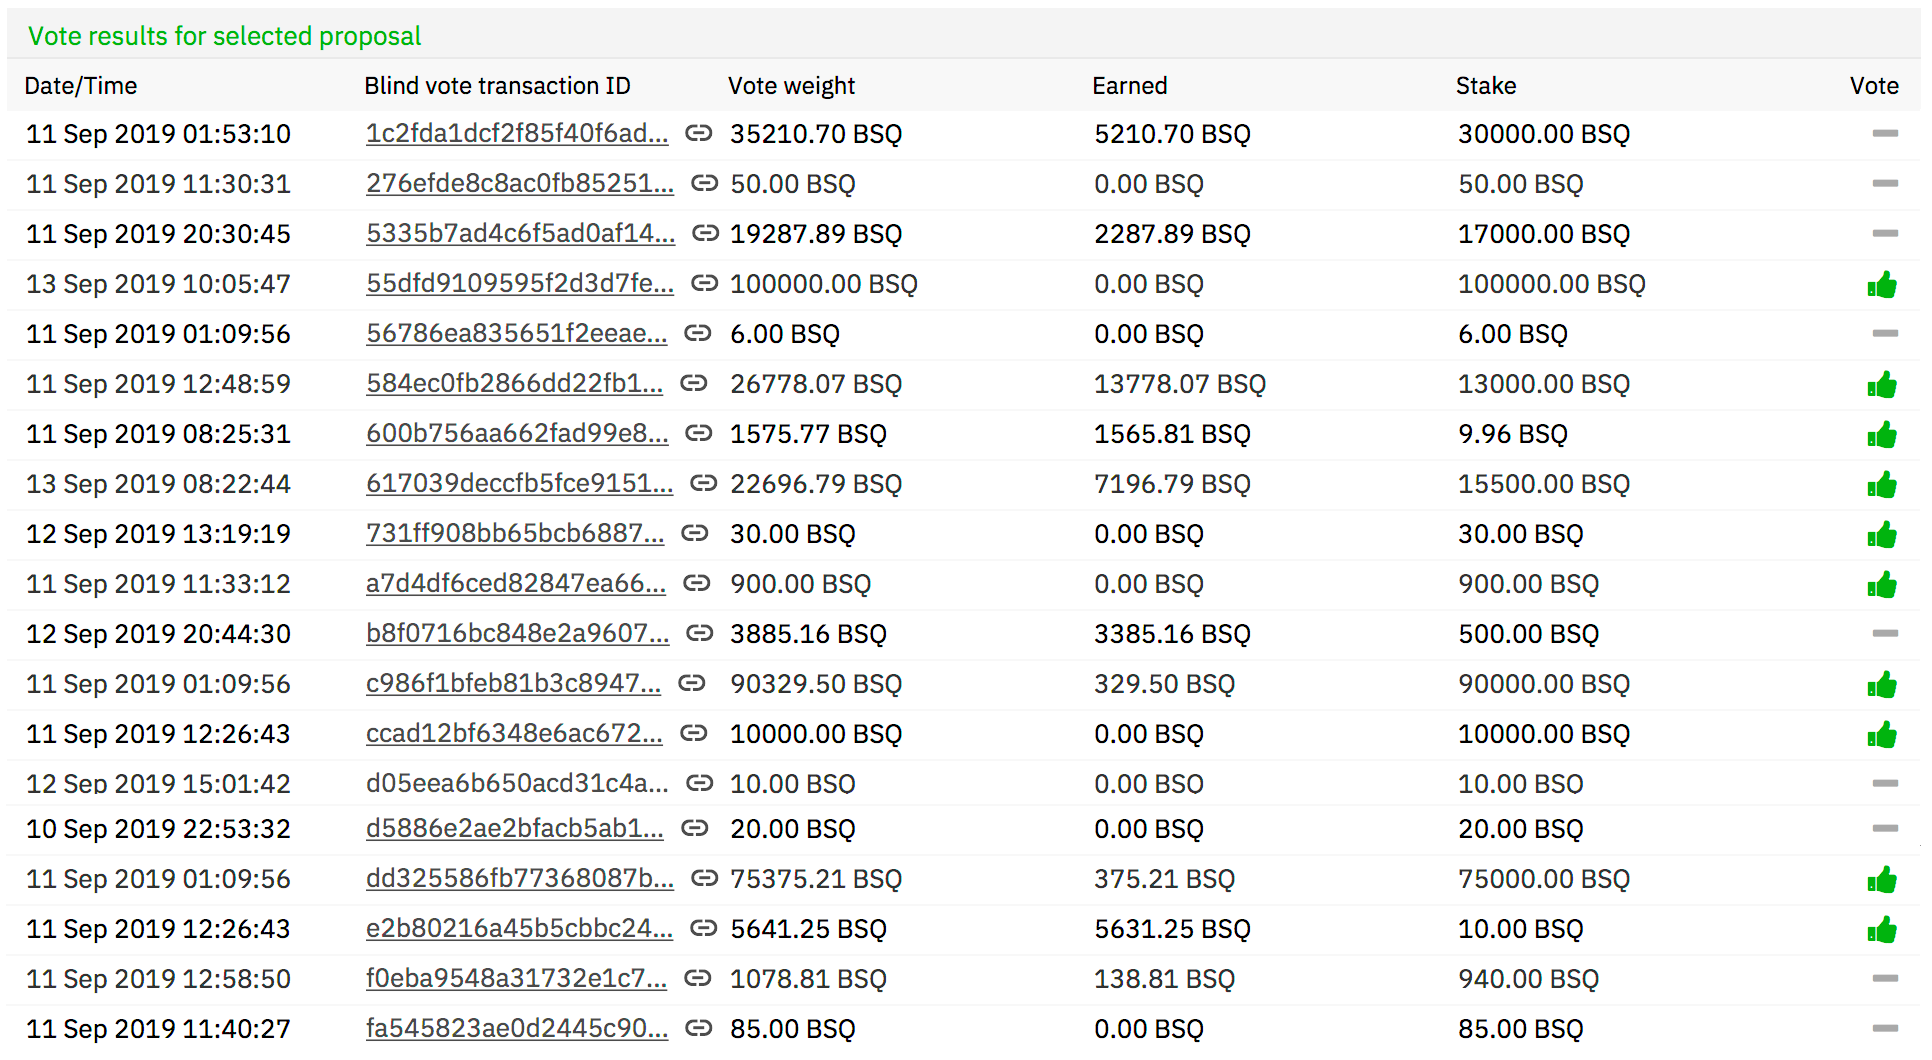 Vote results for selected proposal
Date/Time Blind vote transaction ID Vote weight Earned Stake Vote
11 Sep 2019 01:53:10 1c2fda1dcf2f85f40f6ad... 35210.70 BSQ 5210.70 BSQ 30000.00 BSQ
11 Sep 2019 11:30:31 276efde8c8ac0fb85251... 50.00 BSQ 0.00 BSQ 50.00 BSQ
11 Sep 2019 20:30:45 5335b7ad4c6f5ad0af14... 19287.89 BSQ 2287.89 BSQ 17000.00 BSQ
13 Sep 2019 10:05:47 55dfd9109595f2d3d7fe... 100000.00 BSQ 0.00 BSQ 100000.00 BSQ
11 Sep 2019 01:09:56 56786ea835651f2eeae... 6.00 BSQ 0.00 BSQ 6.00 BSQ
11 Sep 2019 12:48:59 584ec0fb2866dd22fb1... 26778.07 BSQ 13778.07 BSQ 13000.00 BSQ
11 Sep 2019 08:25:31 600b756aa662fad99e8... 1575.77 BSQ 1565.81 BSQ 9.96 BSQ
13 Sep 2019 08:22:44 617039deccfb5fce9151... 22696.79 BSQ 7196.79 BSQ 15500.00 BSQ
12 Sep 2019 13:19:19 731ff908bb65bcb6887... 30.00 BSQ 0.00 BSQ 30.00 BSQ
11 Sep 2019 11:33:12 a7d4df6ced82847ea66... 900.00 BSQ 0.00 BSQ 900.00 BSQ
12 Sep 2019 20:44:30 b8f0716bc848e2a9607... 3885.16 BSQ 3385.16 BSQ 500.00 BSQ
11 Sep 2019 01:09:56 c986f1bfeb81b3c8947... 90329.50 BSQ 329.50 BSQ 90000.00 BSQ
11 Sep 2019 12:26:43 ccad12bf6348e6ac672... 10000.00 BSQ 0.00 BSQ 10000.00 BSQ
12 Sep 2019 15:01:42 d05eea6b650acd31c4a... 10.00 BSQ 0.00 BSQ 10.00 BSQ
10 Sep 2019 22:53:32 d5886e2ae2bfacb5ab1... 20.00 BSQ 0.00 BSQ 20.00 BSQ
11 Sep 2019 01:09:56 dd325586fb77368087b... 75375.21 BSQ 375.21 BSQ 75000.00 BSQ
11 Sep 2019 12:26:43 e2b80216a45b5cbbc24... 5641.25 BSQ 5631.25 BSQ 10.00 BSQ
11 Sep 2019 12:58:50 f0eba9548a31732e1c7... 1078.81 BSQ 138.81 BSQ 940.00 BSQ
11 Sep 2019 11:40:27 fa545823ae0d2445c90... 85.00 BSQ 0.00 BSQ 85.00 BSQ